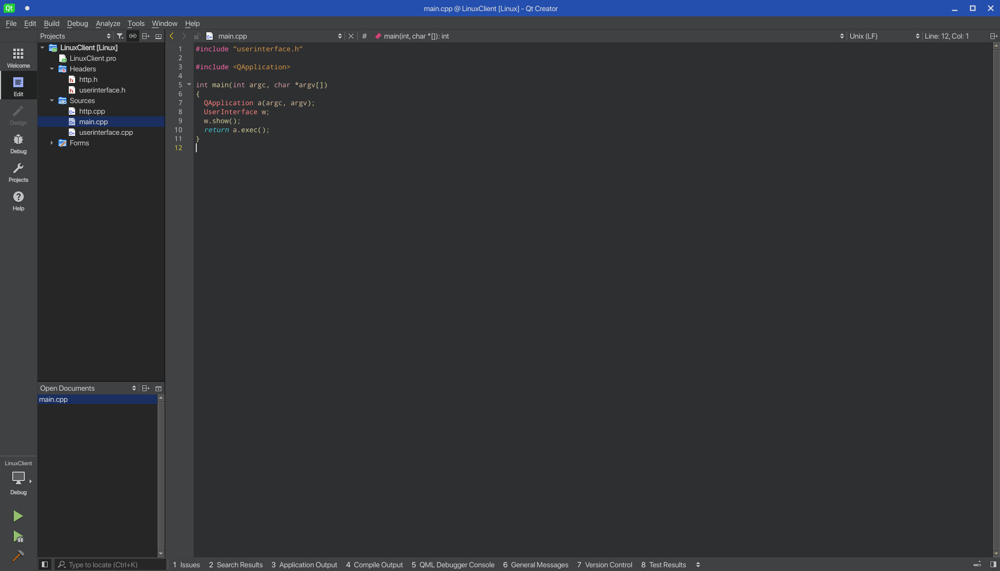 Qt
main.cpp @ LinuxClient [Linux] - Qt Creator
File Edit Build Debug Analyze Tools Window Help
Projects
main.cpp
#
main(int, char *[]): int
Unix (LF)
Line: 12, Col: 1
Welcome
Edit
Design
Debug
Projects
Help
LinuxClient [Linux]
LinuxClient.pro
Headers
http.h
userinterface.h
Sources
http.cpp
main.cpp
userinterface.cpp
Forms
1 #include "userinterface.h"
2
3 #include <QApplication>
4
5 int main(int argc, char *argv[])
6 {
7 QApplication a(argc, argv);
8 UserInterface w;
9 w.show();
10 return a.exec();
11 }
12
Open Documents
main.cpp
LinuxClient
Debug
Type to locate (Ctrl+K)
1 Issues 2 Search Results 3 Application Output 4 Compile Output 5 QML Debugger Console 6 General Messages 7 Version Control 8 Test Results